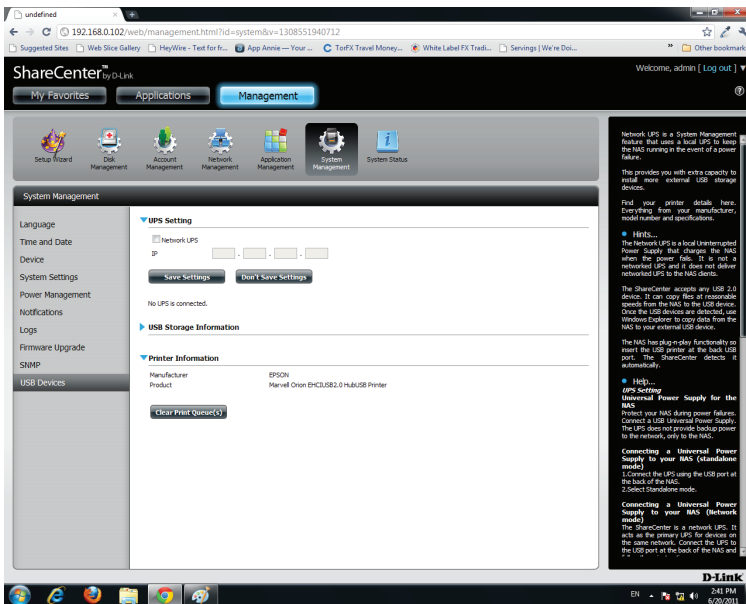 undefined
192.168.0.102/web/management.html?id=system&v=1308551940712
Suggested Sites
Web Slice Gallery
HeyWire - Text for fr...
App Annie — Your ...
TorFX Travel Money...
White Label FX Tradi...
Servings | We're Doi...
»
Other bookmark
ShareCenter™ by D-Link
Welcome, admin [ Log out ]
My Favorites
Applications
Management
Setup Wizard
Disk Management
Account Management
Network Management
Application Management
System Management
System Status
System Management
Language
Time and Date
Device
System Settings
Power Management
Notifications
Logs
Firmware Upgrade
SNMP
USB Devices
UPS Setting
Network UPS
IP . . .
Save Settings
Don't Save Settings
No UPS is connected.
USB Storage Information
Printer Information
Manufacturer EPSON
Product Marvell Orion EHCIUSB2.0 HubUSB Printer
Clear Print Queue(s)
Network UPS is a System Management
feature that uses a local UPS to keep
the NAS running in the event of a power
failure.
This provides you with extra capacity to
install more external USB storage
devices.
Find your printer details here.
Everything from your manufacturer,
model number and specifications.
Hints...
The Network UPS is a local Uninterrupted
Power Supply that charges the NAS
when the power fails. It is not a
networked UPS and it does not deliver
networked UPS to the NAS clients.
The ShareCenter accepts any USB 2.0
device. It can copy files at reasonable
speeds from the NAS to the USB device.
Once the USB devices are detected, use
Windows Explorer to copy data from the
NAS to your external USB device.
The NAS has plug-n-play functionality so
insert the USB printer at the back USB
port. The ShareCenter detects it
automatically.
Help...
UPS Setting
Universal Power Supply for the
NAS
Protect your NAS during power failures.
Connect a USB Universal Power Supply.
The UPS does not provide backup power
to the network, only to the NAS.
Connecting a Universal Power
Supply to your NAS (standalone
mode)
1.Connect the UPS using the USB port at
the back of the NAS.
2.Select Standalone mode.
Connecting a Universal Power
Supply to your NAS (Network
mode)
The ShareCenter is a network UPS. It
acts as the primary UPS for devices on
the same network. Connect the UPS to
the USB port at the back of the NAS and
D-Link
EN
2:41 PM
6/20/2011